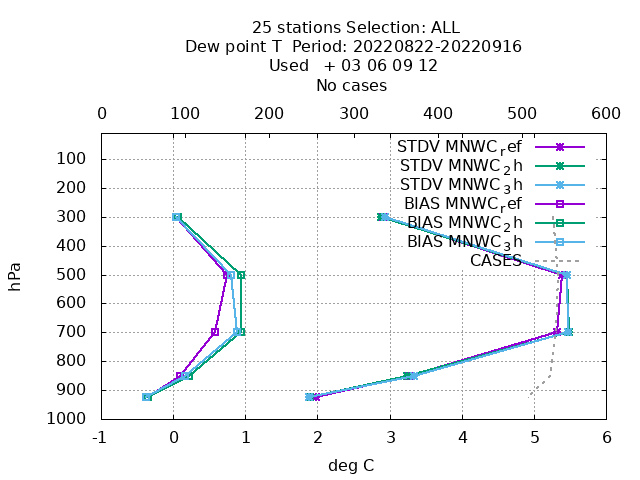 25 stations Selection: ALL
Dew point T  Period: 20220822-20220916
Used   + 03 06 09 12
No cases
0 100 200 300 400 500 600
STDV MNWC_ref
STDV MNWC_2h
STDV MNWC_3h
BIAS MNWC_ref
BIAS MNWC_2h
BIAS MNWC_3h
CASES
100
200
300
400
500
600
700
800
900
1000
hPa
-1 0 1 2 3 4 5 6
deg C